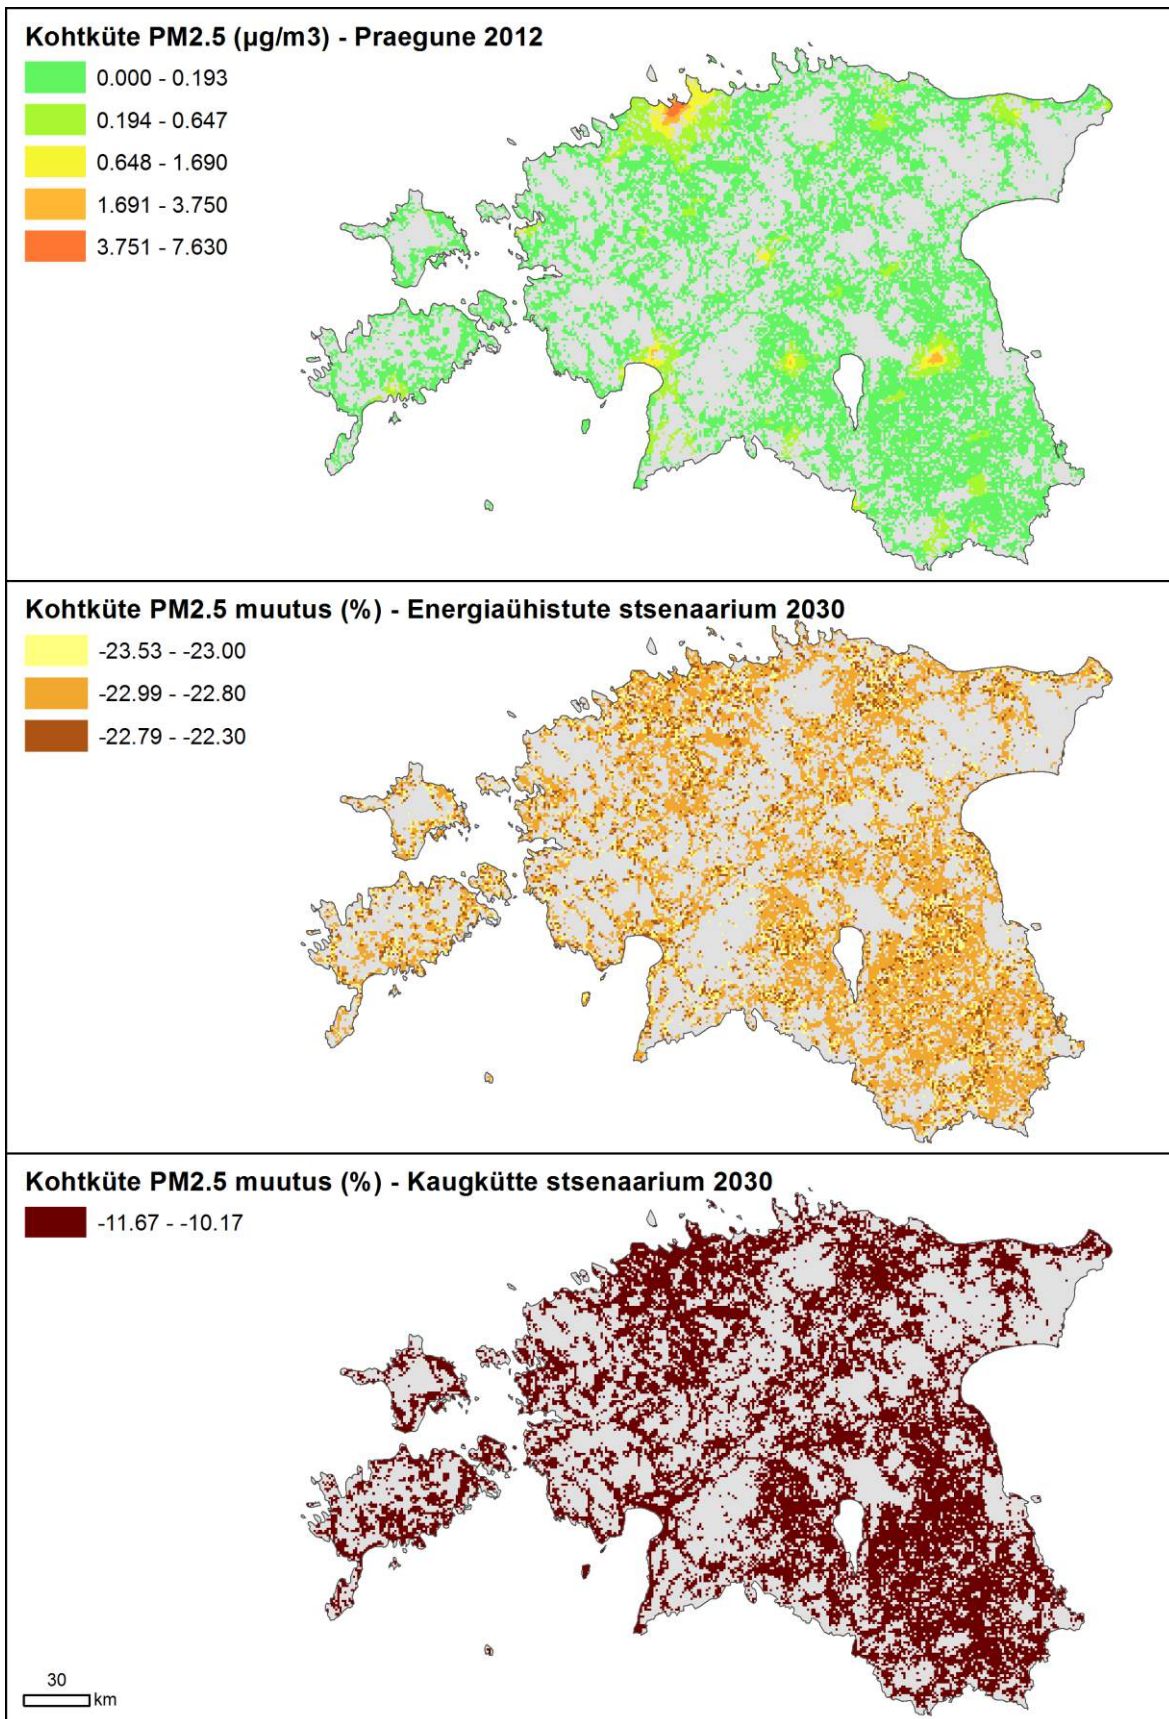 Kohtküte PM2.5 (µg/m3) - Praegune 2012
0.000 - 0.193
0.194 - 0.647
0.648 - 1.690
1.691 - 3.750
3.751 - 7.630
Kohtküte PM2.5 muutus (%) - Energiaühistute stsenaarium 2030
-23.53 - -23.00
-22.99 - -22.80
-22.79 - -22.30
Kohtküte PM2.5 muutus (%) - Kaugkütte stsenaarium 2030
-11.67 - -10.17
30
km